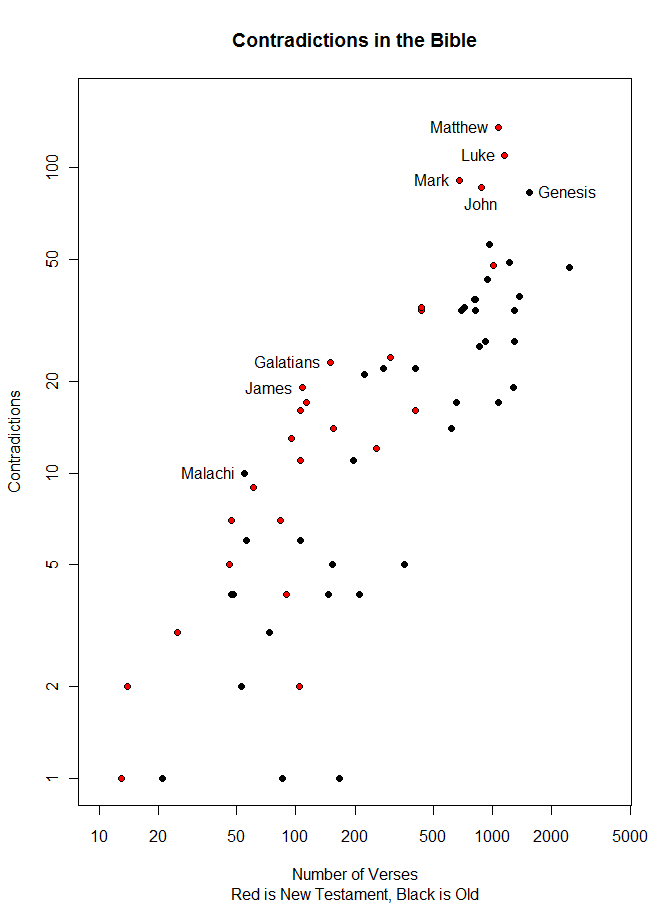 Contradictions in the Bible
Matthew
Luke
Mark
Genesis
John
Galatians
James
Malachi
Contradictions
100
50
20
10
5
2
1
10 20 50 100 200 500 1000 2000 5000
Number of Verses
Red is New Testament, Black is Old